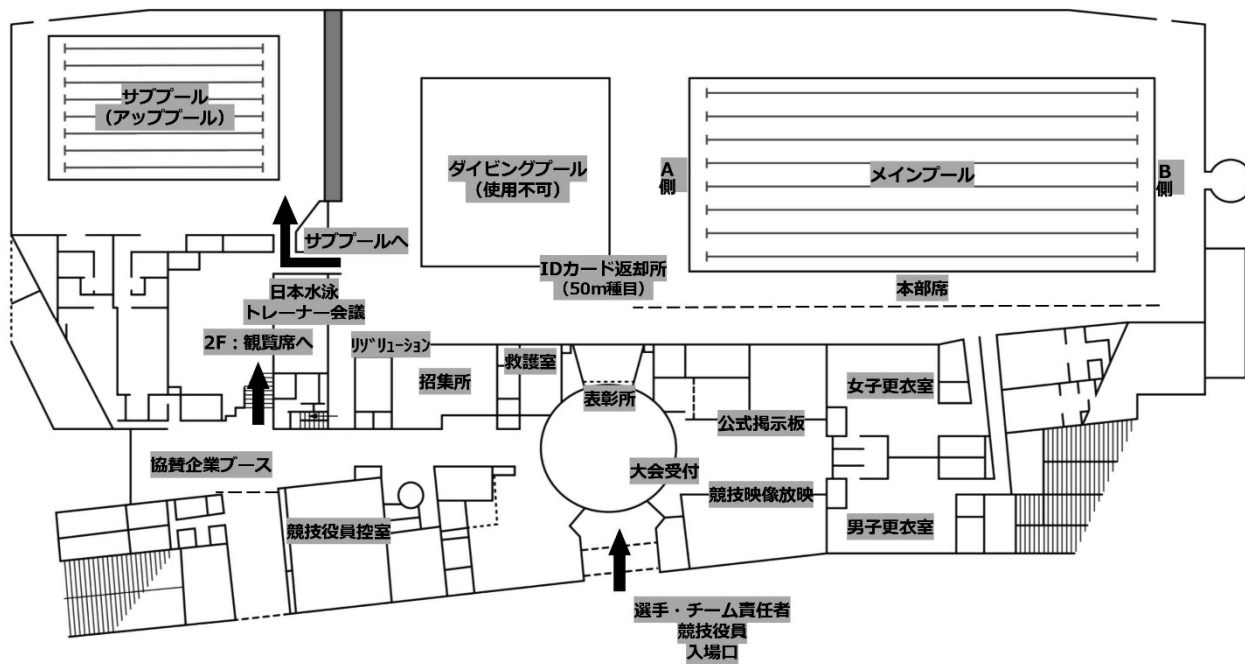 サブプール
(アッププール)
ダイビングプール
(使用不可)
A
側
メインプール
B
側
サブプールへ
IDカード返却所
(50m種目)
本部席
日本水泳
トレーナー会議
2F:観覧席へ
リリビリューション
招集所
救護室
表彰所
女子更衣室
公式掲示板
協賛企業ブース
大会受付
競技映像放映
競技役員控室
男子更衣室
選手・チーム責任者
競技役員
入場口